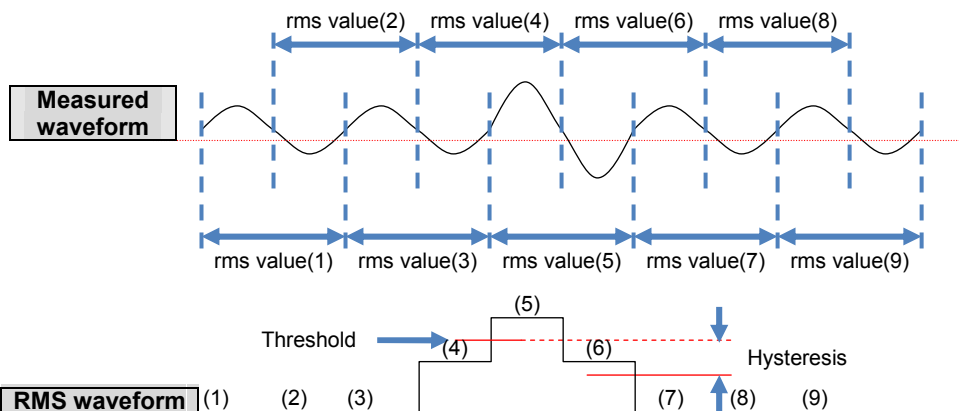 rms value(2) rms value(4) rms value(6) rms value(8)
Measured
waveform
rms value(1) rms value(3) rms value(5) rms value(7) rms value(9)
(5)
Threshold
(4) (6)
Hysteresis
RMS waveform (1) (2) (3) (7) (8) (9)